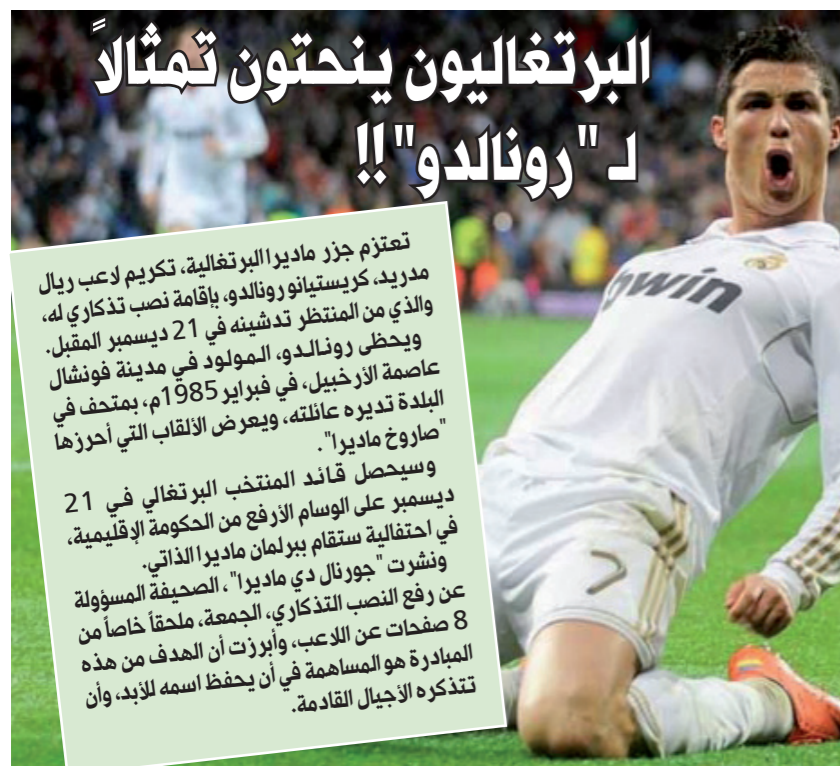 البرتغاليون ينحتون تمثالاً
لـ "رونالدو"!!
تعتزم جزر ماديرا البرتغالية، تكريم لاعب ريال
مدريد، كريستيانو رونالدو، بإقامة نصب تذكاري له،
والذي من المنتظر تدشينه في 21 ديسمبر المقبل.
ويحظى رونالدو، المولود في مدينة فونشال
عاصمة الأرخبيل، في فبراير 1985م، بمتحف في
البلدة تديره عائلته، ويعرض الألقاب التي أحرزها
"صاروخ ماديرا".
وسيحصل قائد المنتخب البرتغالي في 21
ديسمبر على الوسام الأرفع من الحكومة الإقليمية،
في احتفالية ستقام ببرلمان ماديرا الذاتي.
ونشرت "جورنال دي ماديرا"، الصحيفة المسؤولة
عن رفع النصب التذكاري، الجمعة، ملحقاً خاصاً من
8 صفحات عن اللاعب، وأبرزت أن الهدف من هذه
المبادرة هو المساهمة في أن يحفظ اسمه للأبد، وأن
تتذكره الأجيال القادمة.
bwin
7